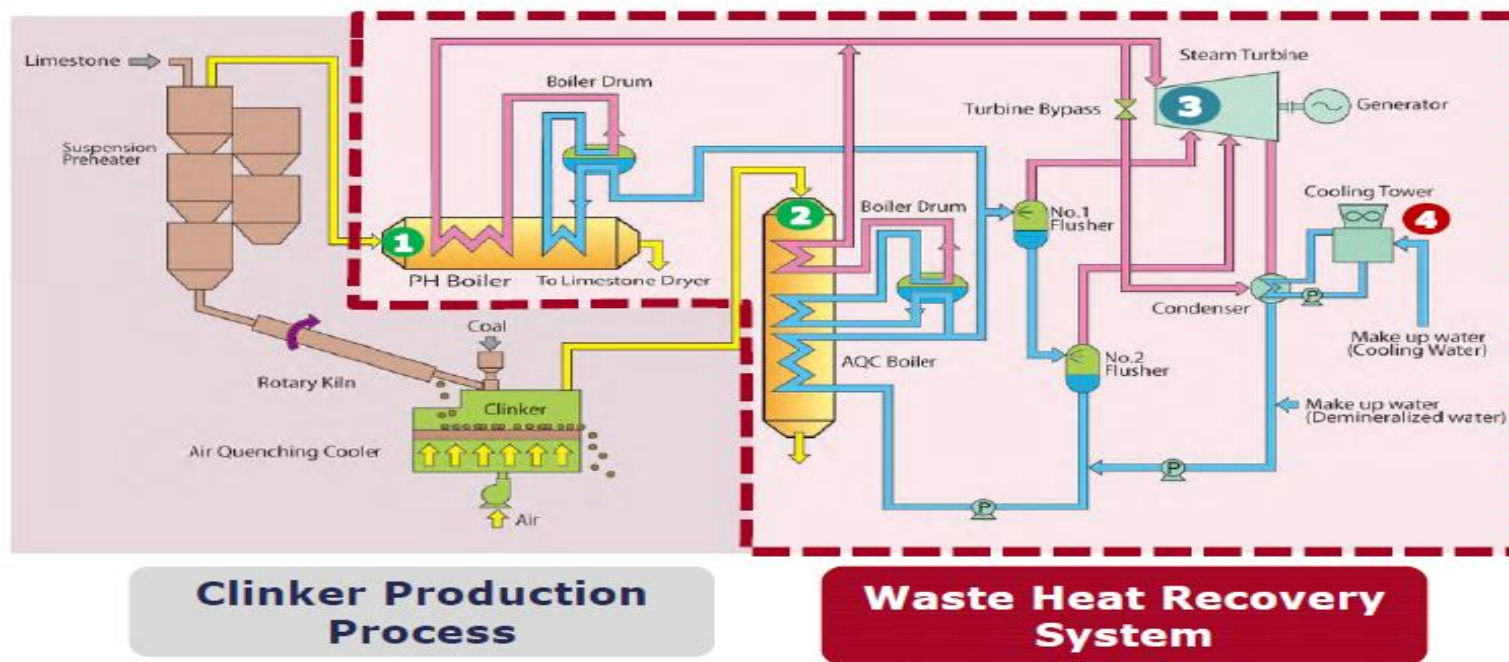 Limestone
Suspension
Preheater
Boiler Drum
Steam Turbine
Turbine Bypass
3
Generator
1
PH Boiler
To Limestone Dryer
2
Boiler Drum
No.1
Flusher
Cooling Tower
4
Condenser
Make up water
(Cooling Water)
Coal
Rotary Kiln
Clinker
Air Quenching Cooler
Air
AQC Boiler
No.2
Flusher
Make up water
(Demineralized water)
P
P
P
Clinker Production
Process
Waste Heat Recovery
System